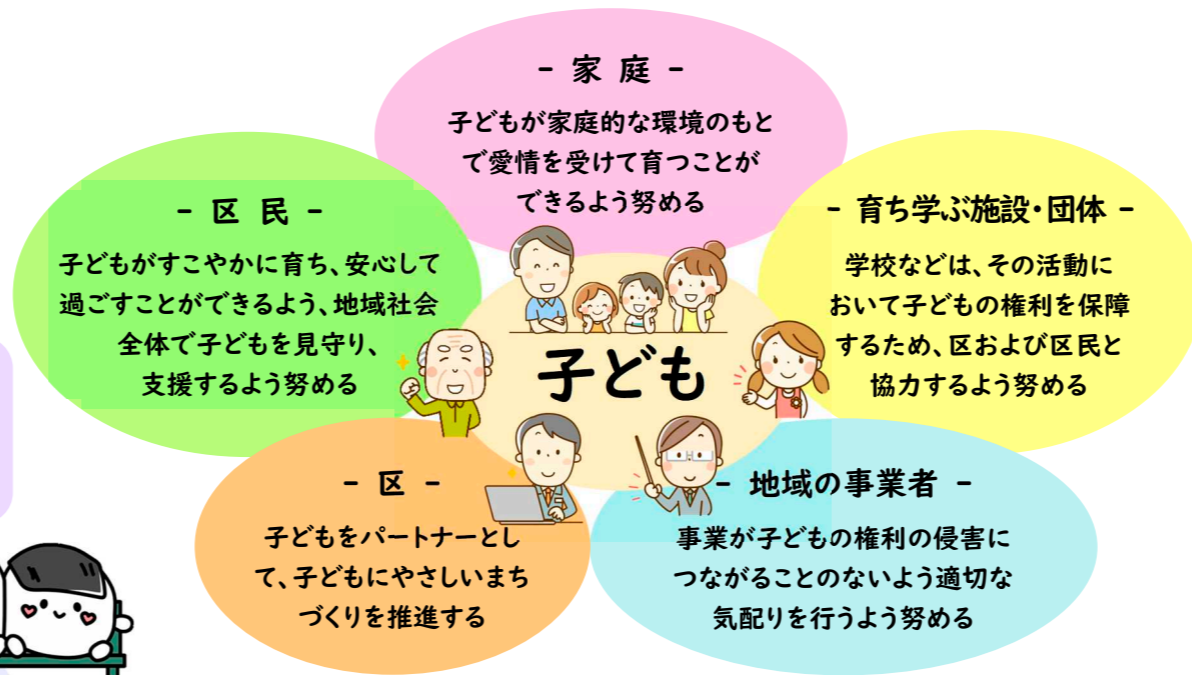 - 家 庭 -
子どもが家庭的な環境のもと
で愛情を受けて育つことが
できるよう努める
- 区 民 -
子どもがすこやかに育ち、安心して
過ごすことができるよう、地域社会
全体で子どもを見守り、
支援するよう努める
- 育ち学ぶ施設・団体 -
学校などは、その活動に
おいて子どもの権利を保障
するため、区および区民と
協力するよう努める
子ども
- 区 -
子どもをパートナーとし
て、子どもにやさしいまち
づくりを推進する
- 地域の事業者 -
事業が子どもの権利の侵害に
つながることのないよう適切な
気配りを行うよう努める